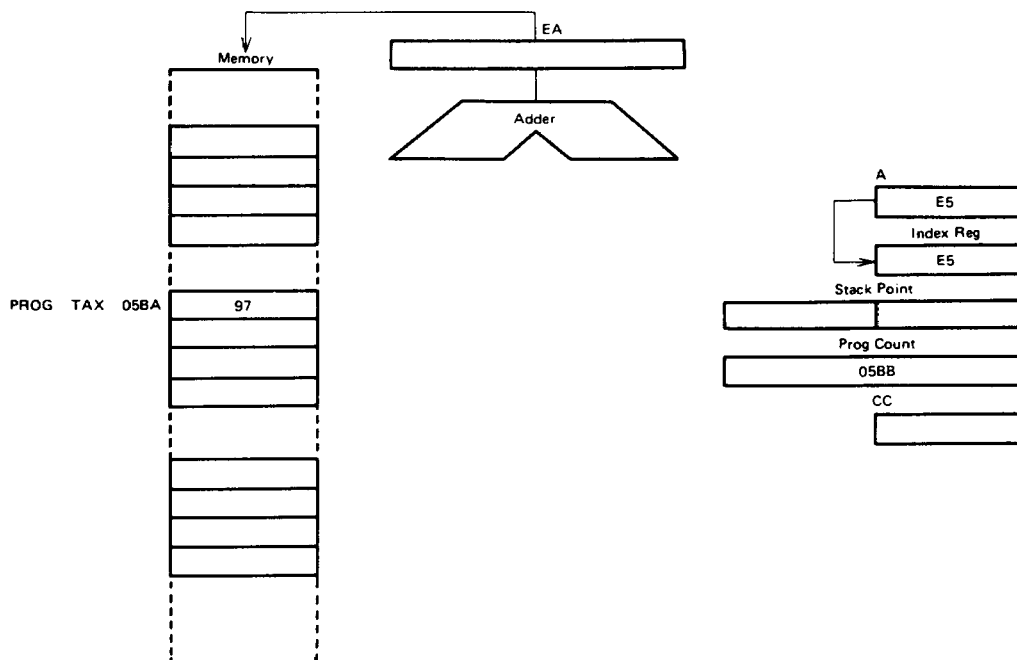 EA
Memory
Adder
A
E5
Index Reg
E5
Stack Point
PROG TAX 05BA 97
Prog Count
05BB
CC